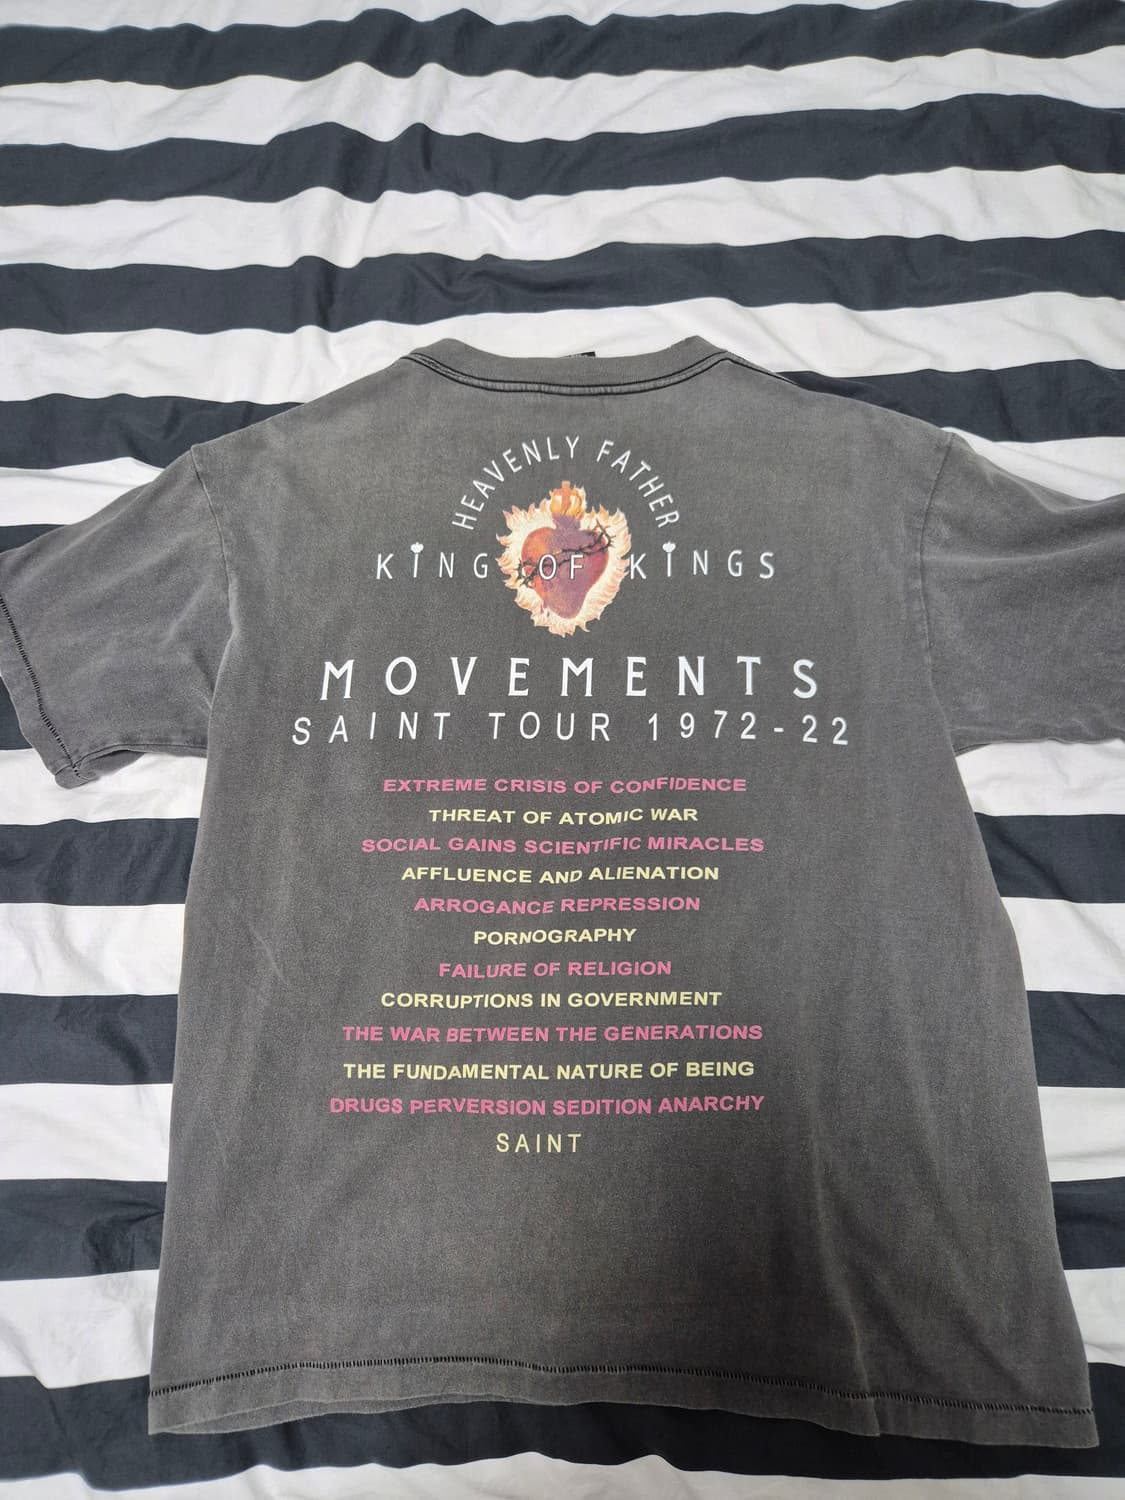 HEAVENLY FATHER
KING OF KINGS
MOVEMENTS
SAINT TOUR 1972-22
EXTREME CRISIS OF CONFIDENCE
THREAT OF ATOMIC WAR
SOCIAL GAINS SCIENTIFIC MIRACLES
AFFLUENCE AND ALIENATION
ARROGANCE REPRESSION
PORNOGRAPHY
FAILURE OF RELIGION
CORRUPTIONS IN GOVERNMENT
THE WAR BETWEEN THE GENERATIONS
THE FUNDAMENTAL NATURE OF BEING
DRUGS PERVERSION SEDITION ANARCHY
SAINT